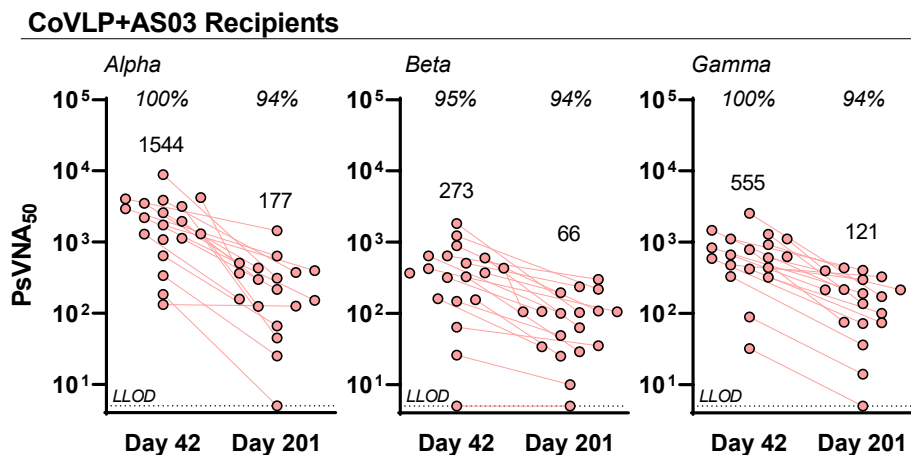 CoVLP+AS03 Recipients
Alpha Beta Gamma
100% 94% 95% 94% 100% 94%
10⁵ 10⁵ 10⁵
1544 177 273 66 555 121
10⁴ 10⁴ 10⁴
10³ 10³ 10³
PsVNA₅₀
10² 10² 10²
10¹ 10¹ 10¹
LLOD LLOD LLOD
Day 42 Day 201 Day 42 Day 201 Day 42 Day 201